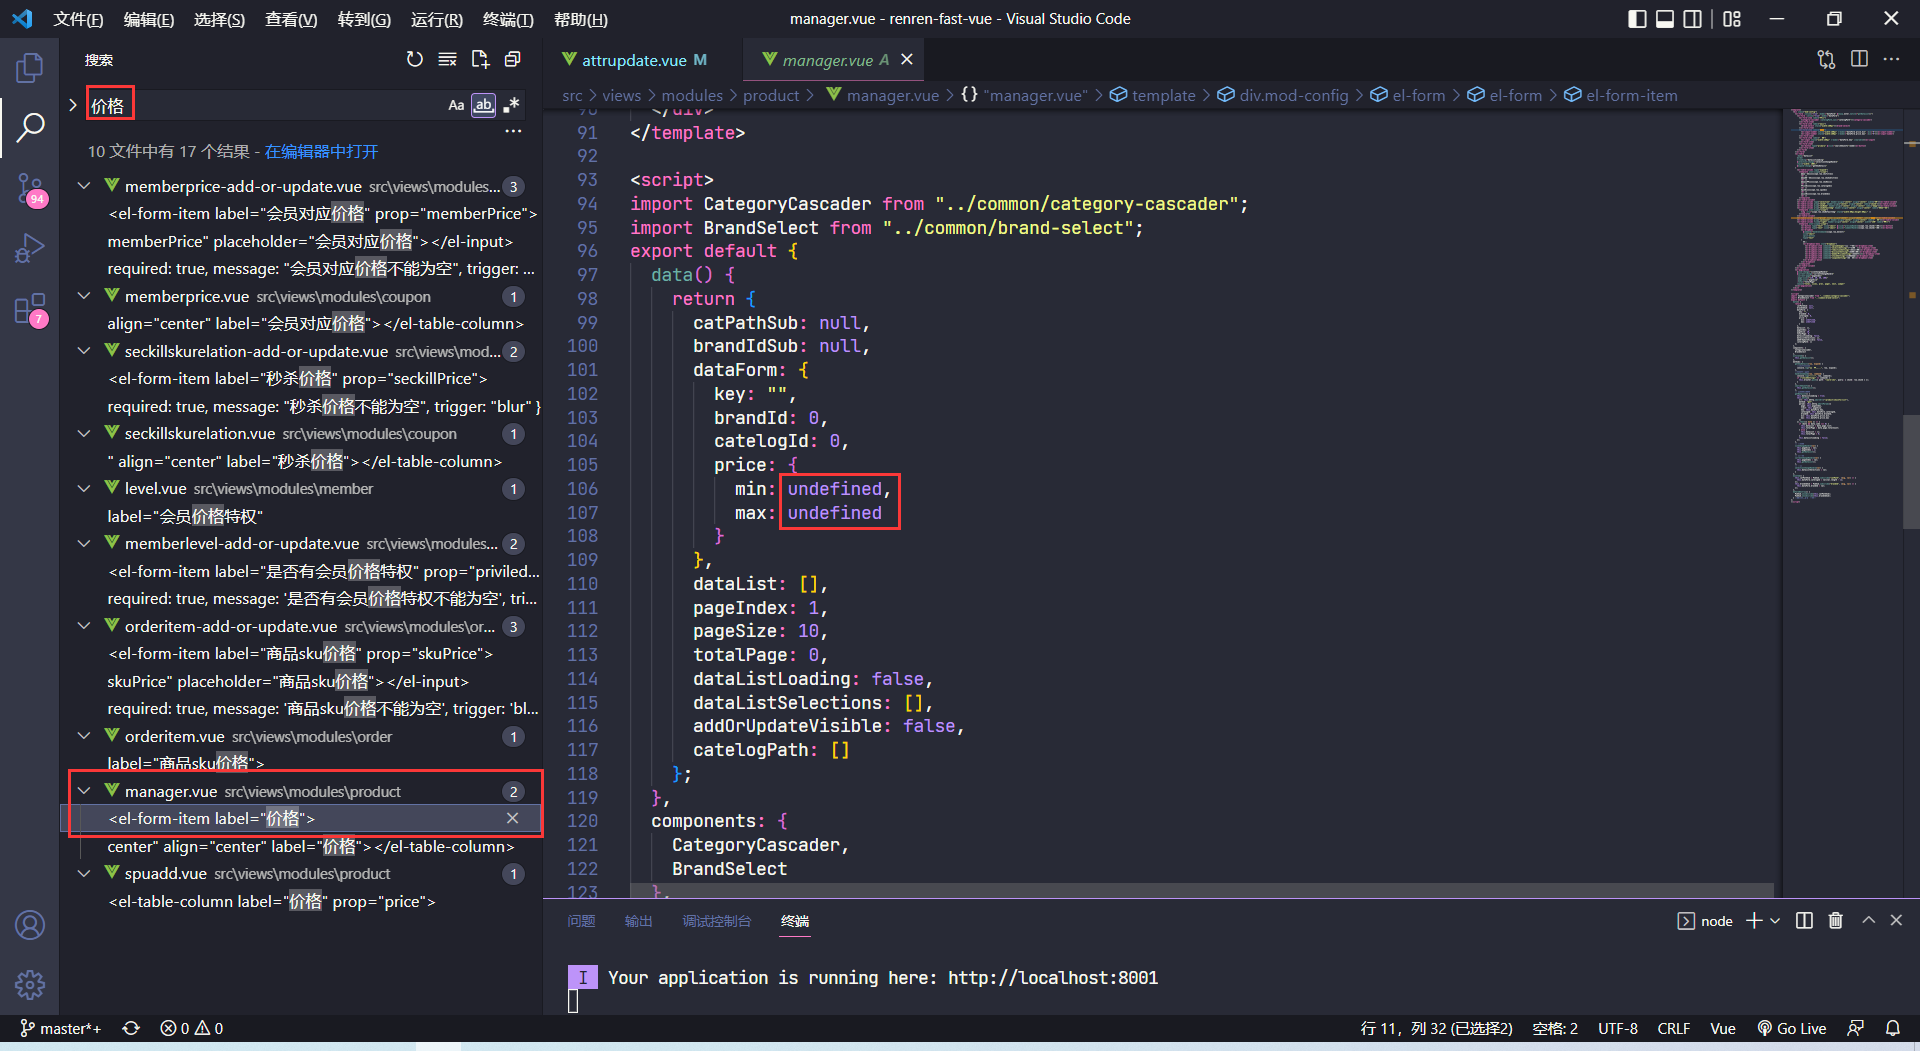 文件(F) 编辑(E) 选择(S) 查看(V) 转到(G) 运行(R) 终端(T) 帮助(H) manager.vue - renren-fast-vue - Visual Studio Code
搜索
价格 Aa ab
10 文件中有 17 个结果 - 在编辑器中打开
memberprice-add-or-update.vue src\views\modules... 3
<el-form-item label="会员对应价格" prop="memberPrice">
memberPrice" placeholder="会员对应价格"></el-input>
required: true, message: "会员对应价格不能为空", trigger: ...
memberprice.vue src\views\modules\coupon 1
align="center" label="会员对应价格"></el-table-column>
seckillskurelation-add-or-update.vue src\views\mod... 2
<el-form-item label="秒杀价格" prop="seckillPrice">
required: true, message: "秒杀价格不能为空", trigger: "blur" }
seckillskurelation.vue src\views\modules\coupon 1
" align="center" label="秒杀价格"></el-table-column>
level.vue src\views\modules\member 1
label="会员价格特权"
memberlevel-add-or-update.vue src\views\modules... 2
<el-form-item label="是否有会员价格特权" prop="priviled...
required: true, message: '是否有会员价格特权不能为空', tri...
orderitem-add-or-update.vue src\views\modules\or... 3
<el-form-item label="商品sku价格" prop="skuPrice">
skuPrice" placeholder="商品sku价格"></el-input>
required: true, message: '商品sku价格不能为空', trigger: 'bl...
orderitem.vue src\views\modules\order 1
label="商品sku价格">
manager.vue src\views\modules\product 2
<el-form-item label="价格">
center" align="center" label="价格"></el-table-column>
spuadd.vue src\views\modules\product 1
<el-table-column label="价格" prop="price">
94
7
attrupdate.vue M manager.vue A
src > views > modules > product > manager.vue > {} "manager.vue" > template > div.mod-config > el-form > el-form > el-form-item
90 </div>
91 </template>
92
93 <script>
94 import CategoryCascader from "../common/category-cascader";
95 import BrandSelect from "../common/brand-select";
96 export default {
97 data() {
98 return {
99 catPathSub: null,
100 brandIdSub: null,
101 dataForm: {
102 key: "",
103 brandId: 0,
104 catelogId: 0,
105 price: {
106 min: undefined,
107 max: undefined
108 }
109 },
110 dataList: [],
111 pageIndex: 1,
112 pageSize: 10,
113 totalPage: 0,
114 dataListLoading: false,
115 dataListSelections: [],
116 addOrUpdateVisible: false,
117 catelogPath: []
118 };
119 },
120 components: {
121 CategoryCascader,
122 BrandSelect
123 },
问题 输出 调试控制台 终端 node
I Your application is running here: http://localhost:8001
master*+ 0 0 行 11, 列 32 (已选择2) 空格: 2 UTF-8 CRLF Vue Go Live